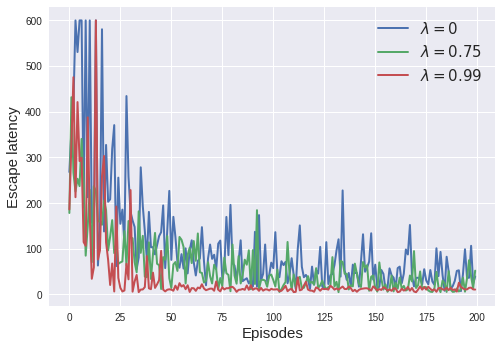 600
500
400
300
200
100
0
Escape latency
0 25 50 75 100 125 150 175 200
Episodes
λ = 0
λ = 0.75
λ = 0.99